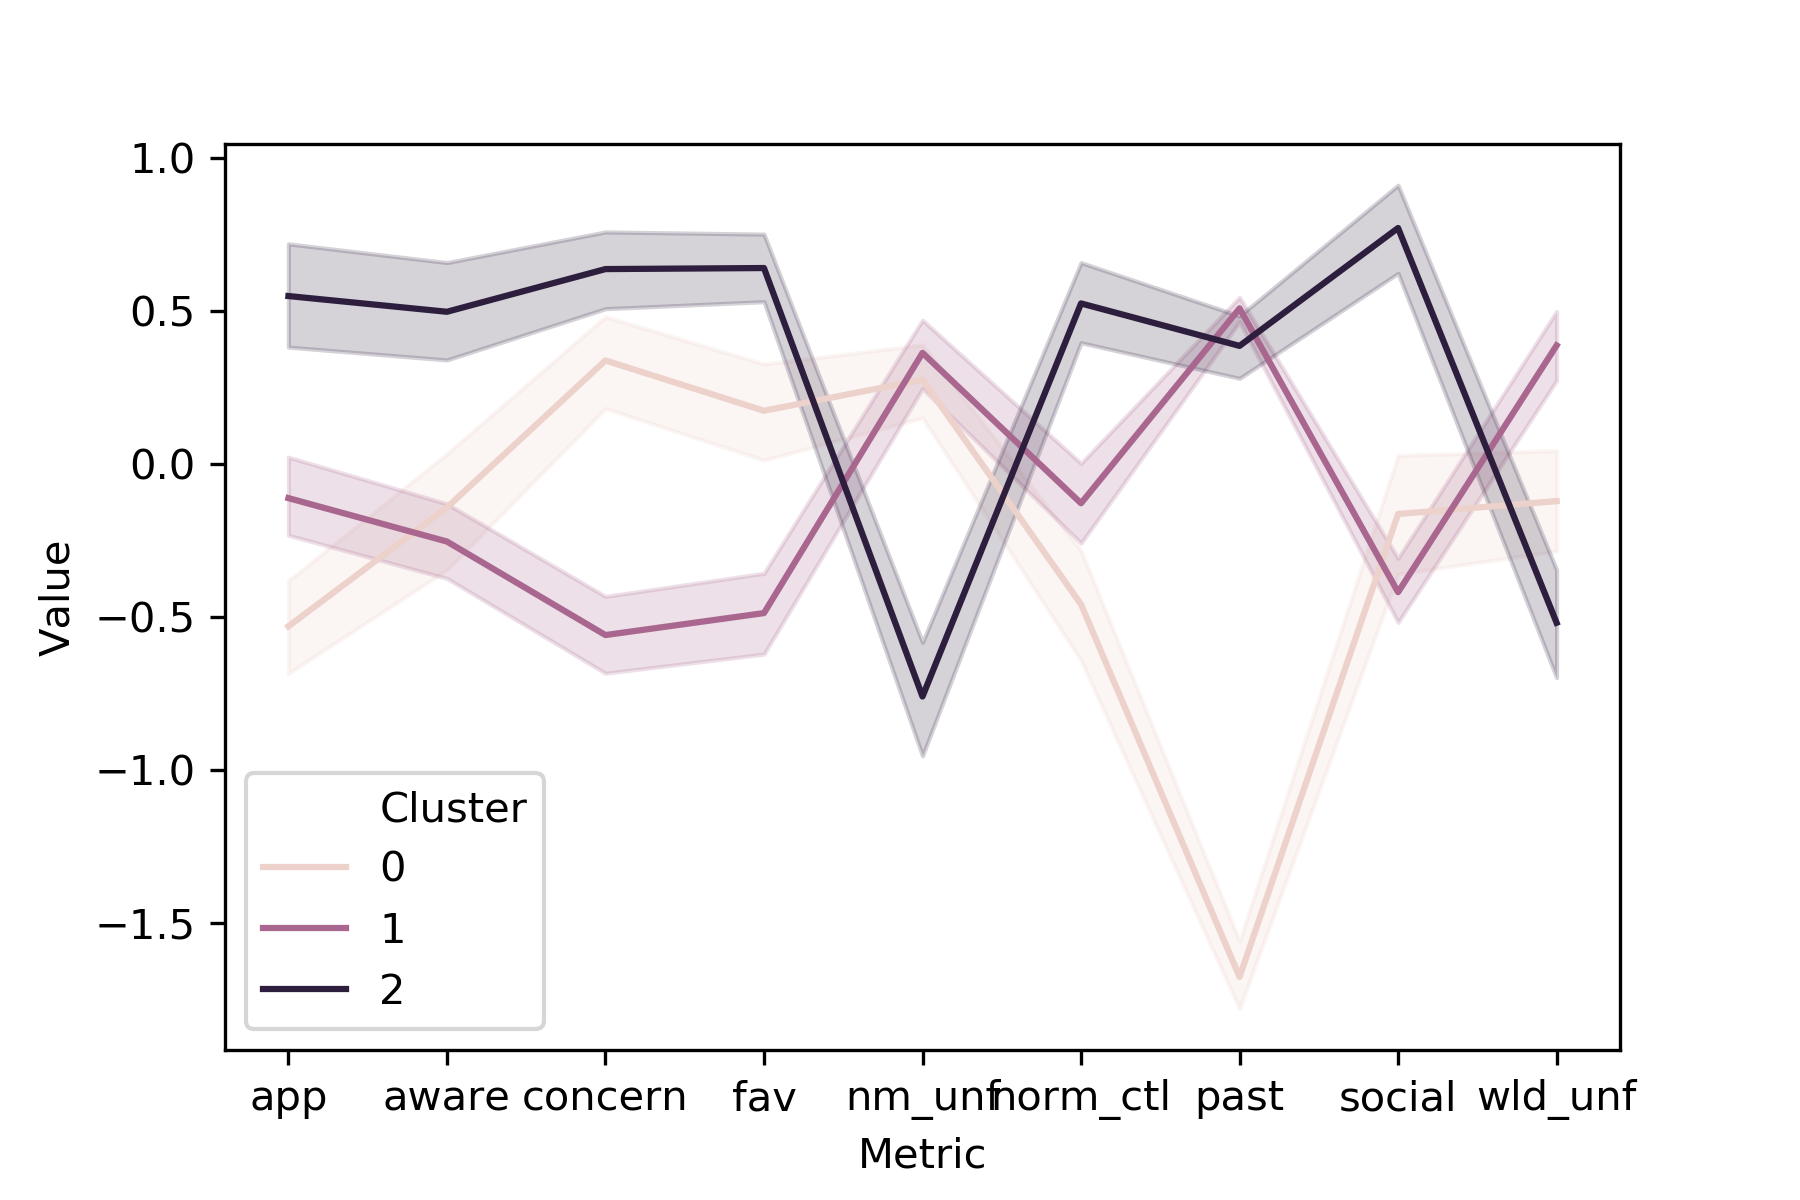 1.0
0.5
0.0
−0.5
−1.0
−1.5
Value
Cluster
0
1
2
app aware concern fav nm_unf norm_ctl past social wld_unf
Metric